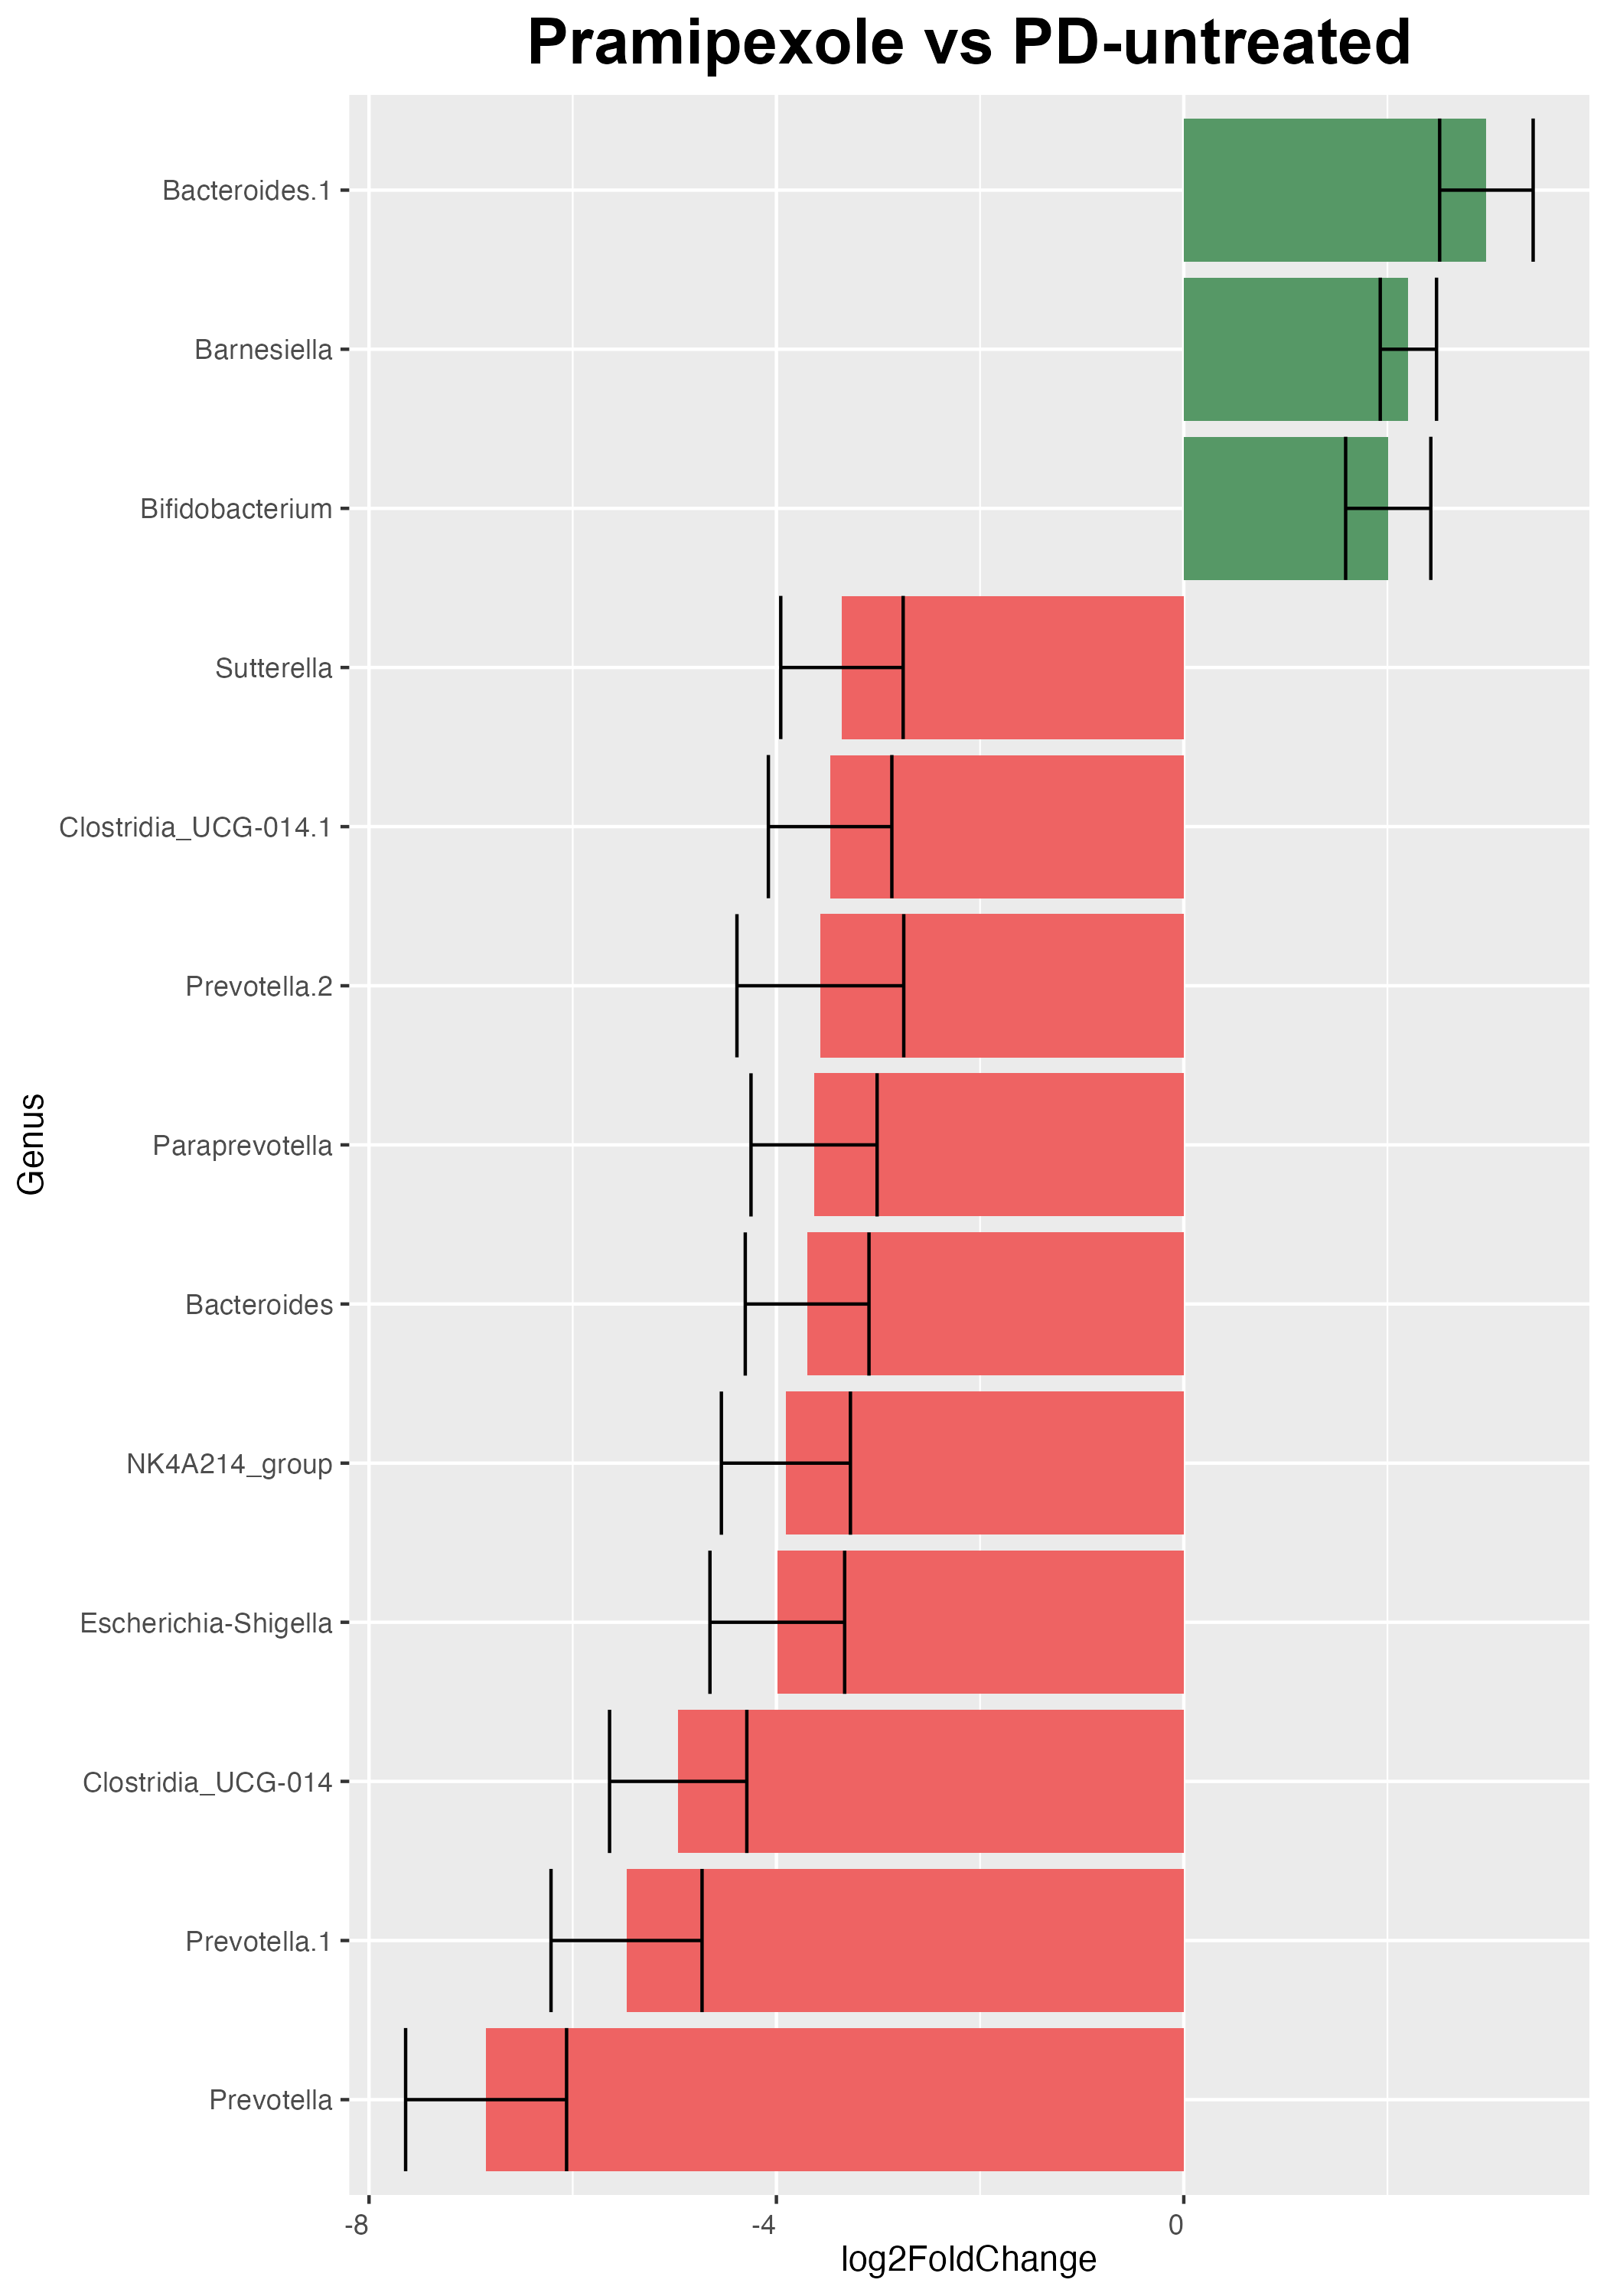 Pramipexole vs PD-untreated
Bacteroides.1
Barnesiella
Bifidobacterium
Sutterella
Clostridia_UCG-014.1
Prevotella.2
Paraprevotella
Bacteroides
NK4A214_group
Escherichia-Shigella
Clostridia_UCG-014
Prevotella.1
Prevotella
Genus
-8 -4 0
log2FoldChange